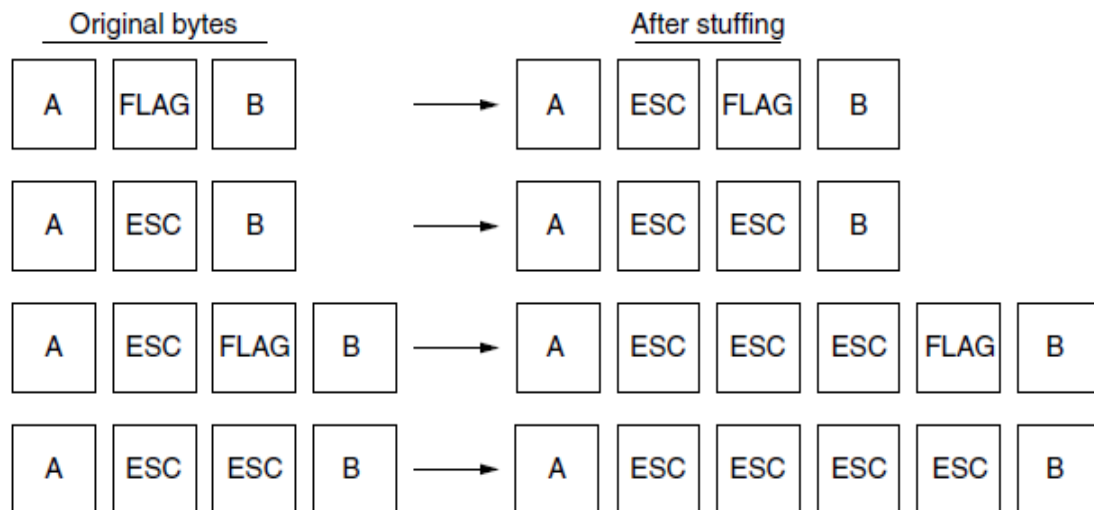 Original bytes After stuffing
A FLAG B A ESC FLAG B
A ESC B A ESC ESC B
A ESC FLAG B A ESC ESC ESC FLAG B
A ESC ESC B A ESC ESC ESC ESC B